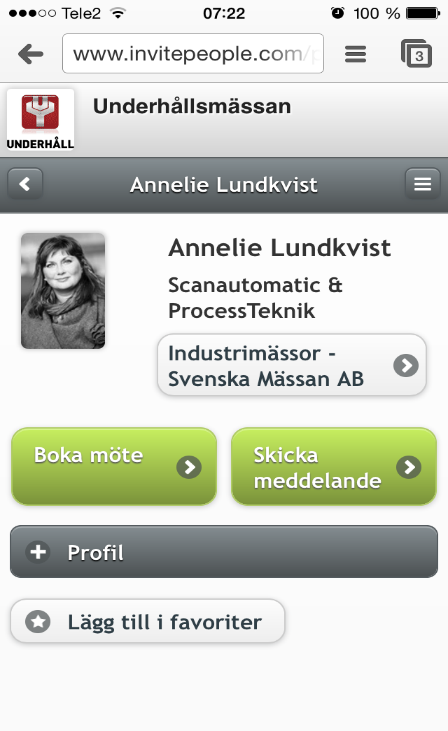 Tele2
07:22
100 %
www.invitepeople.com/p
3
Underhållsmässan
UNDERHÅLL
Annelie Lundkvist
Annelie Lundkvist
Scanautomatic &
ProcessTeknik
Industrimässor -
Svenska Mässan AB
Boka möte
Skicka
meddelande
Profil
Lägg till i favoriter